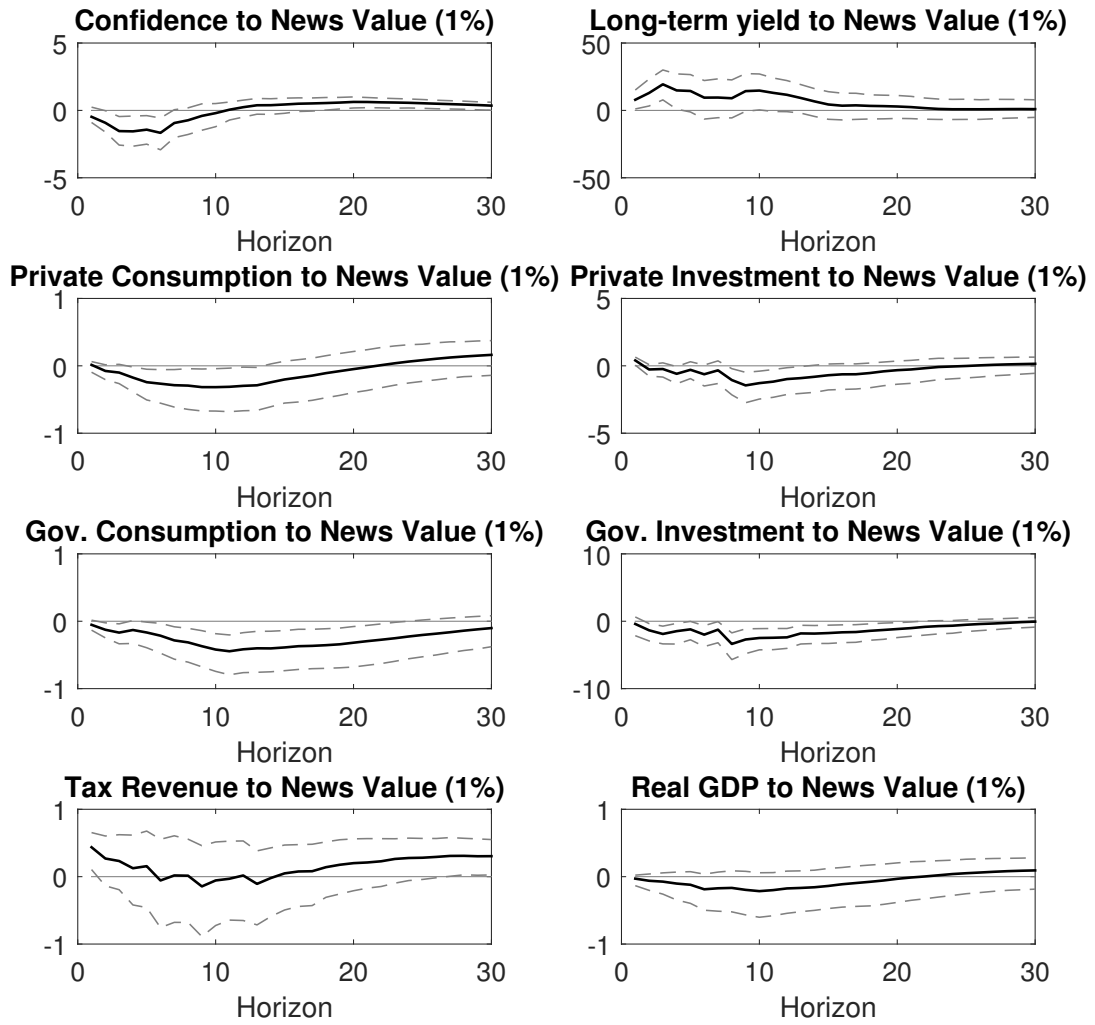 Confidence to News Value (1%)
5
0
-5
0 10 20 30
Horizon
Long-term yield to News Value (1%)
50
0
-50
0 10 20 30
Horizon
Private Consumption to News Value (1%)
1
0
-1
0 10 20 30
Horizon
Private Investment to News Value (1%)
5
0
-5
0 10 20 30
Horizon
Gov. Consumption to News Value (1%)
1
0
-1
0 10 20 30
Horizon
Gov. Investment to News Value (1%)
10
0
-10
0 10 20 30
Horizon
Tax Revenue to News Value (1%)
1
0
-1
0 10 20 30
Horizon
Real GDP to News Value (1%)
1
0
-1
0 10 20 30
Horizon